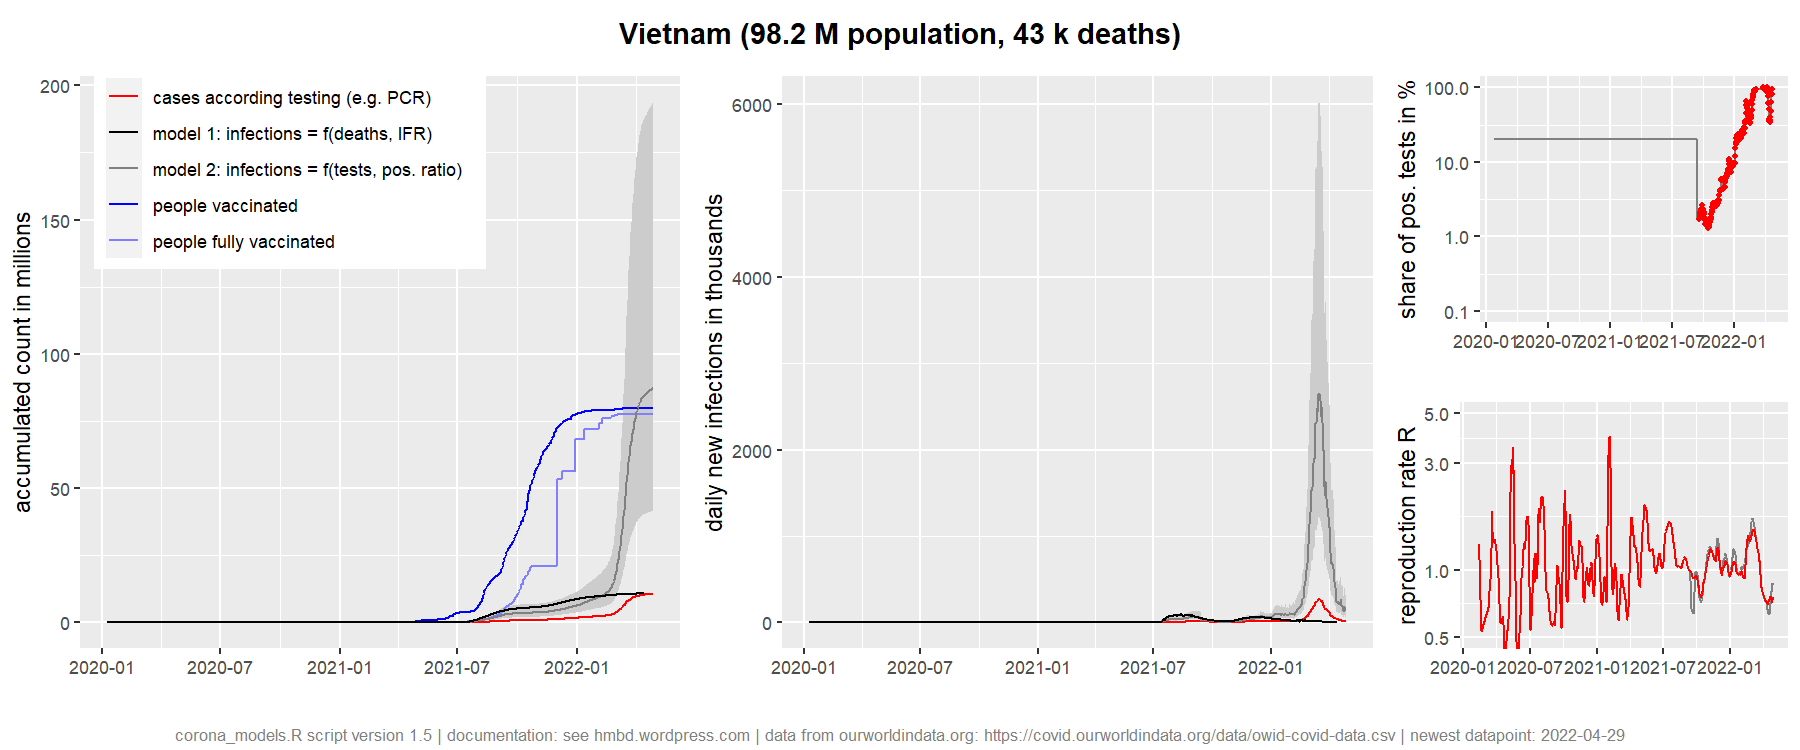 Vietnam (98.2 M population, 43 k deaths)
accumulated count in millions
200
150
100
50
0
cases according testing (e.g. PCR)
model 1: infections = f(deaths, IFR)
model 2: infections = f(tests, pos. ratio)
people vaccinated
people fully vaccinated
2020-01 2020-07 2021-01 2021-07 2022-01
daily new infections in thousands
6000
4000
2000
0
2020-01 2020-07 2021-01 2021-07 2022-01
share of pos. tests in %
100.0
10.0
1.0
0.1
2020-01 2020-07 2021-01 2021-07 2022-01
reproduction rate R
5.0
3.0
1.0
0.5
2020-01 2020-07 2021-01 2021-07 2022-01
corona_models.R script version 1.5 | documentation: see hmbd.wordpress.com | data from ourworldindata.org: https://covid.ourworldindata.org/data/owid-covid-data.csv | newest datapoint: 2022-04-29